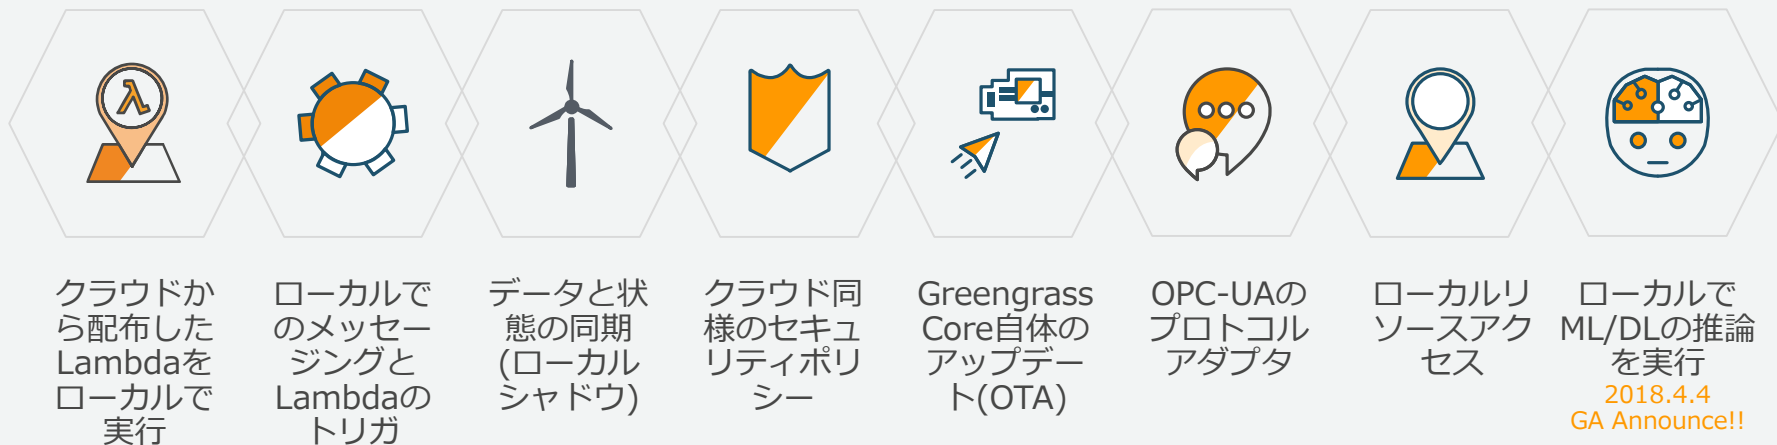 クラウドか
ら配布した
Lambdaを
ローカルで
実行
ローカルで
のメッセー
ジングと
Lambdaの
トリガ
データと状
態の同期
(ローカル
シャドウ)
クラウド同
様のセキュ
リティポリ
シー
Greengrass
Core自体の
アップデー
ト(OTA)
OPC-UAの
プロトコル
アダプタ
ローカルリ
ソースアク
セス
ローカルで
ML/DLの推論
を実行
2018.4.4
GA Announce!!